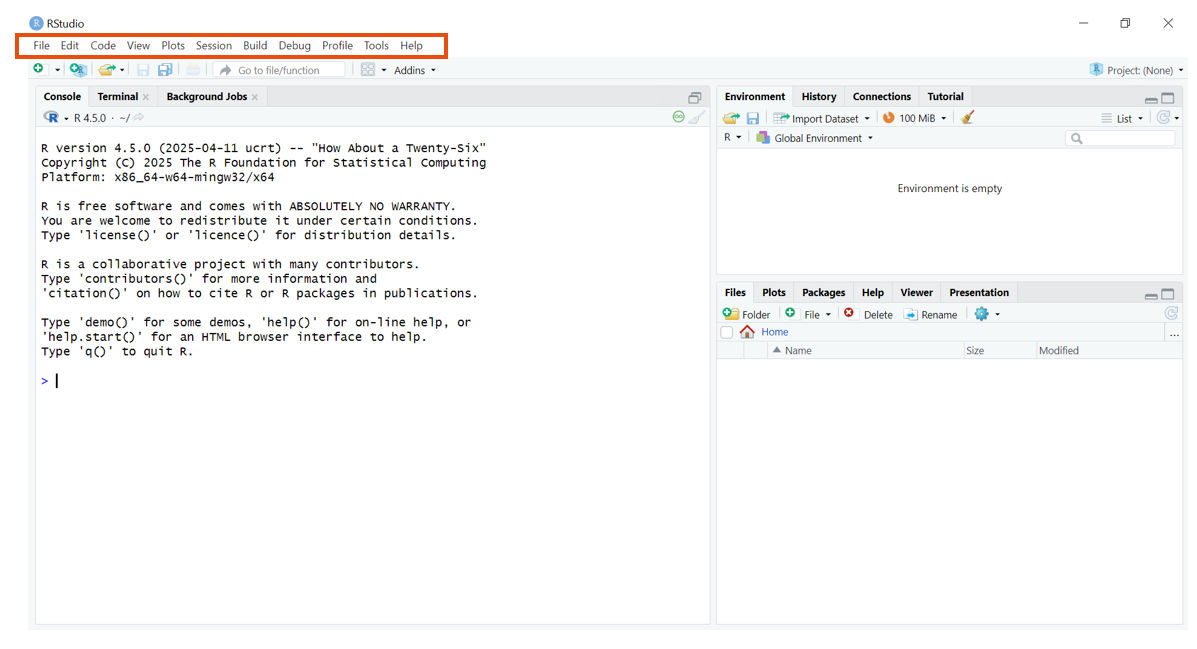 RStudio
File Edit Code View Plots Session Build Debug Profile Tools Help
Go to file/function Addins Project: (None)
Console Terminal Background Jobs
R 4.5.0 · ~/
R version 4.5.0 (2025-04-11 ucrt) -- "How About a Twenty-Six"
Copyright (C) 2025 The R Foundation for Statistical Computing
Platform: x86_64-w64-mingw32/x64
R is free software and comes with ABSOLUTELY NO WARRANTY.
You are welcome to redistribute it under certain conditions.
Type 'license()' or 'licence()' for distribution details.
R is a collaborative project with many contributors.
Type 'contributors()' for more information and
'citation()' on how to cite R or R packages in publications.
Type 'demo()' for some demos, 'help()' for on-line help, or
'help.start()' for an HTML browser interface to help.
Type 'q()' to quit R.
>
Environment History Connections Tutorial
Import Dataset 100 MiB List
R Global Environment
Environment is empty
Files Plots Packages Help Viewer Presentation
Folder File Delete Rename
Home ...
Name Size Modified